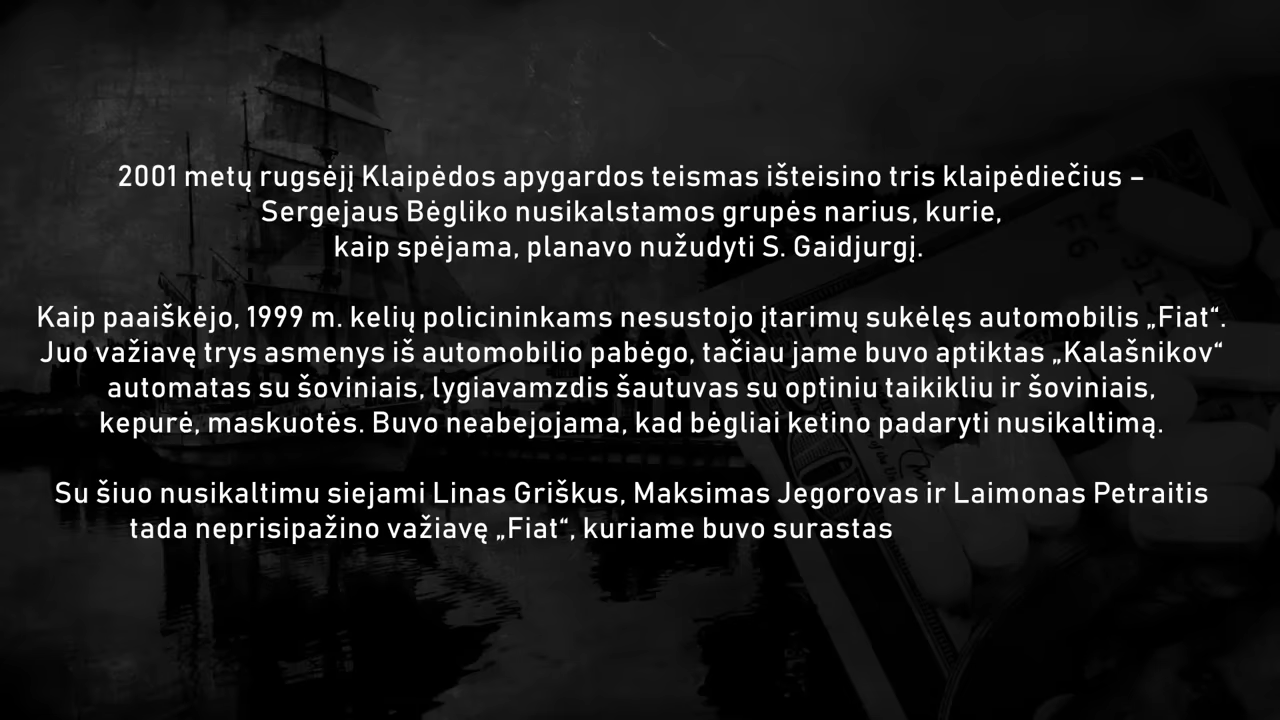 2001 metų rugsėjį Klaipėdos apygardos teismas išteisino tris klaipėdiečius –
Sergejaus Bėgliko nusikalstamos grupės narius, kurie,
kaip spėjama, planavo nužudyti S. Gaidjurgį.
Kaip paaiškėjo, 1999 m. kelių policininkams nesustojo įtarimų sukėlęs automobilis „Fiat“.
Juo važiavę trys asmenys iš automobilio pabėgo, tačiau jame buvo aptiktas „Kalašnikov“
automatas su šoviniais, lygiavamzdis šautuvas su optiniu taikikliu ir šoviniais,
kepurė, maskuotės. Buvo neabejojama, kad bėgliai ketino padaryti nusikaltimą.
Su šiuo nusikaltimu siejami Linas Griškus, Maksimas Jegorovas ir Laimonas Petraitis
tada neprisipažino važiavę „Fiat“, kuriame buvo surastas